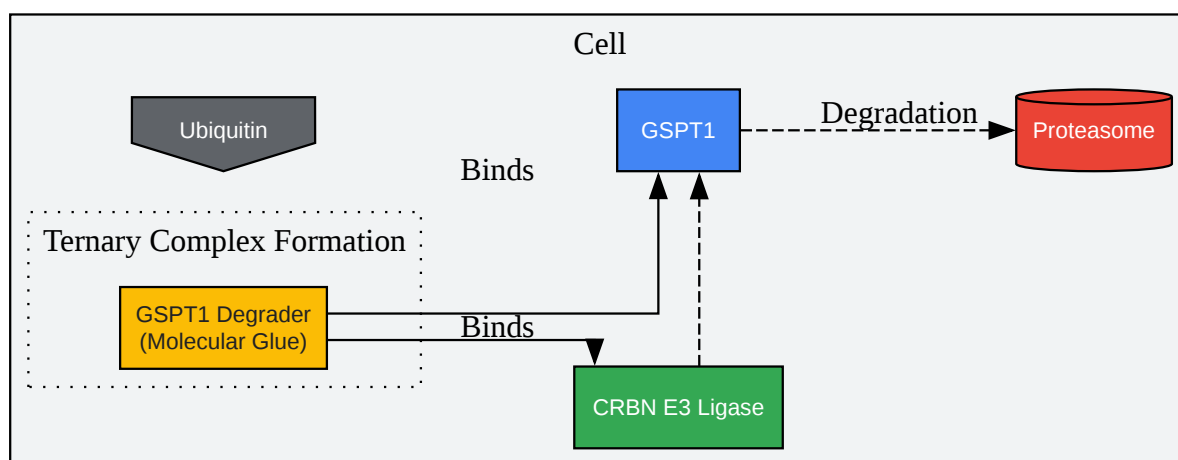 Cell
Ubiquitin
GSPT1
Degradation
Proteasome
Binds
Ternary Complex Formation
GSPT1 Degrader
(Molecular Glue)
Binds
CRBN E3 Ligase